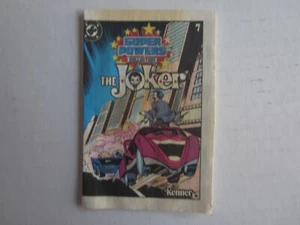 DC
7
SUPER
POWERS
THE JOKER
Kenner